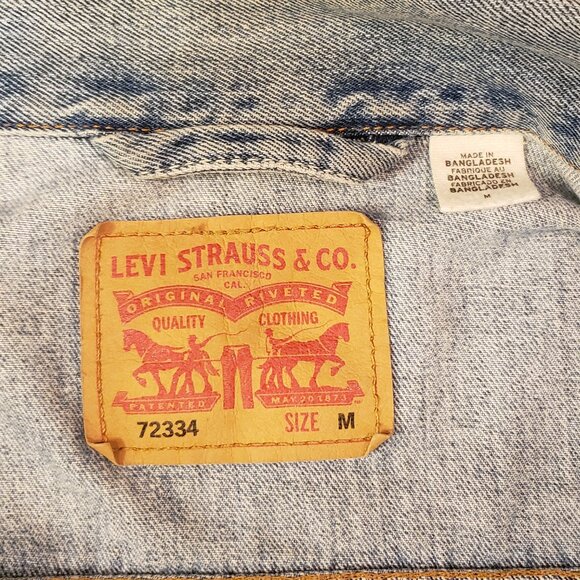 LEVI STRAUSS & CO.
SAN FRANCISCO
CAL.
ORIGINAL RIVETED
QUALITY CLOTHING
PATENTED MAY 20 1873
72334 SIZE M
MADE IN
BANGLADESH
FABRIQUE AU
BANGLADESH
FABRICADO EN
BANGLADESH
M